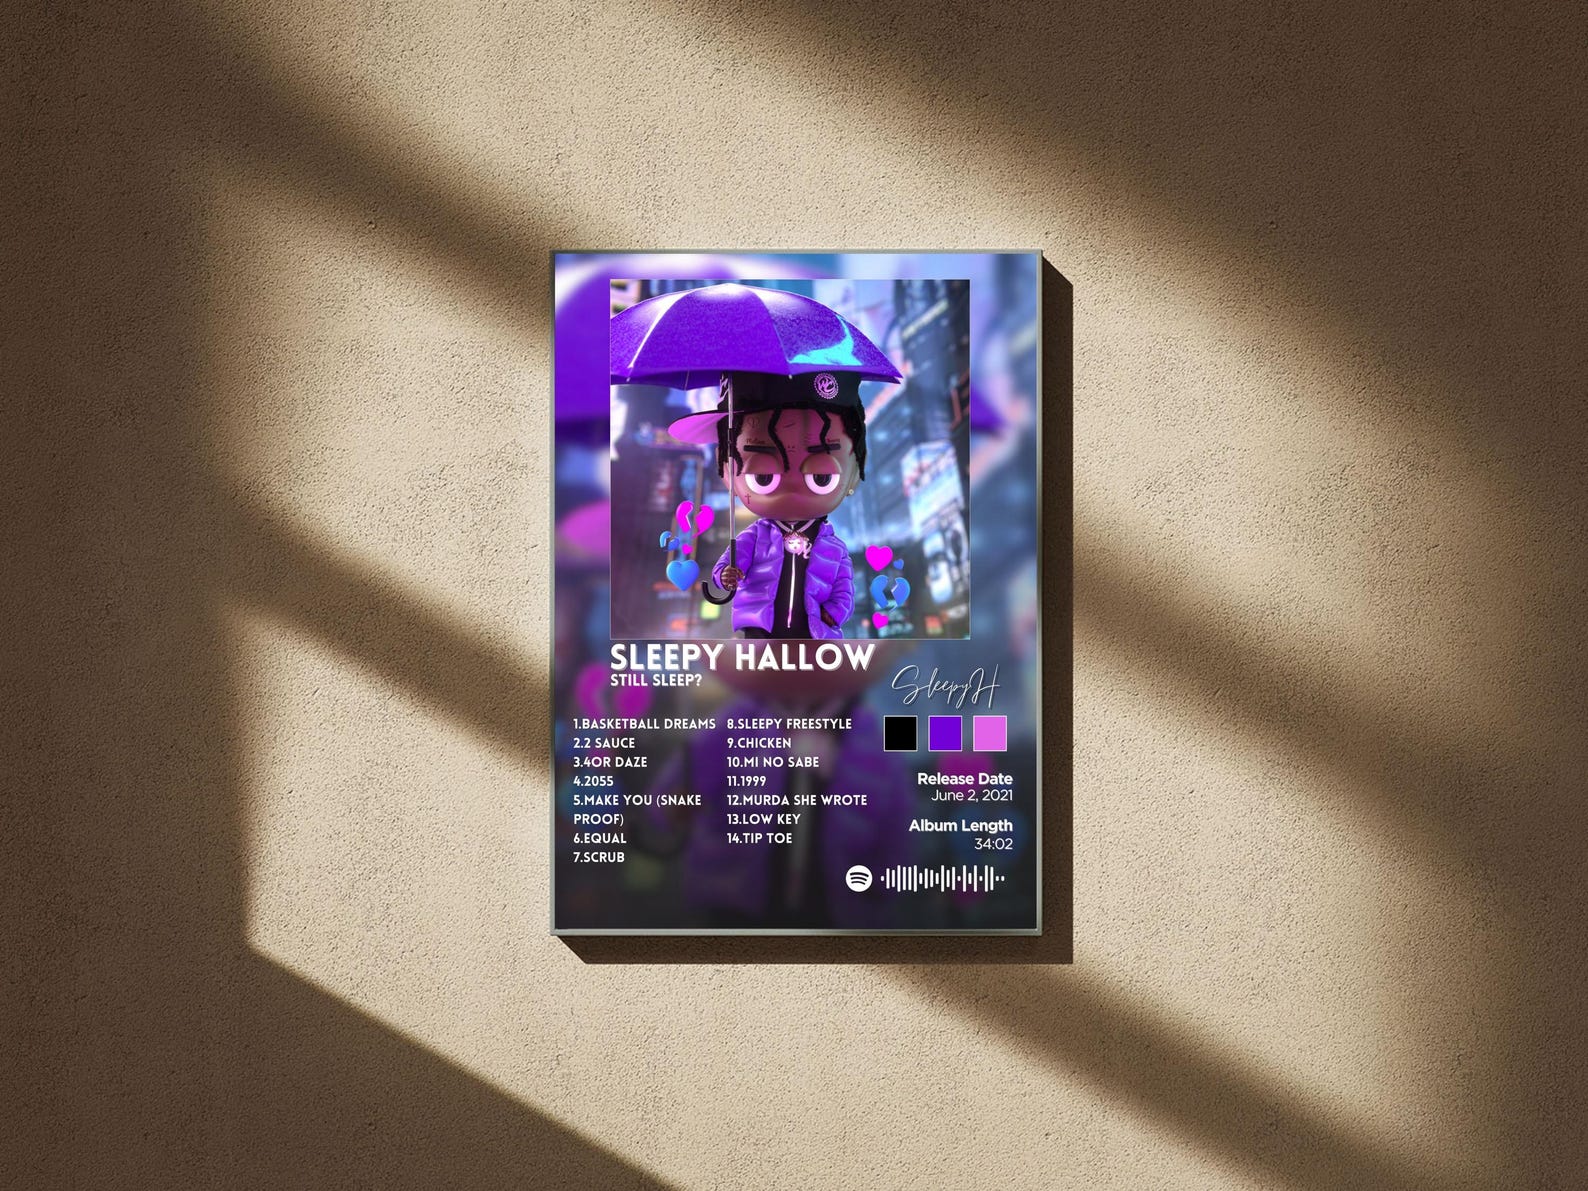 SLEEPY HALLOW
STILL SLEEP?
SleepyH
1.BASKETBALL DREAMS
2.2 SAUCE
3.4OR DAZE
4.2055
5.MAKE YOU (SNAKE
PROOF)
6.EQUAL
7.SCRUB
8.SLEEPY FREESTYLE
9.CHICKEN
10.MI NO SABE
11.1999
12.MURDA SHE WROTE
13.LOW KEY
14.TIP TOE
Release Date
June 2, 2021
Album Length
34:02